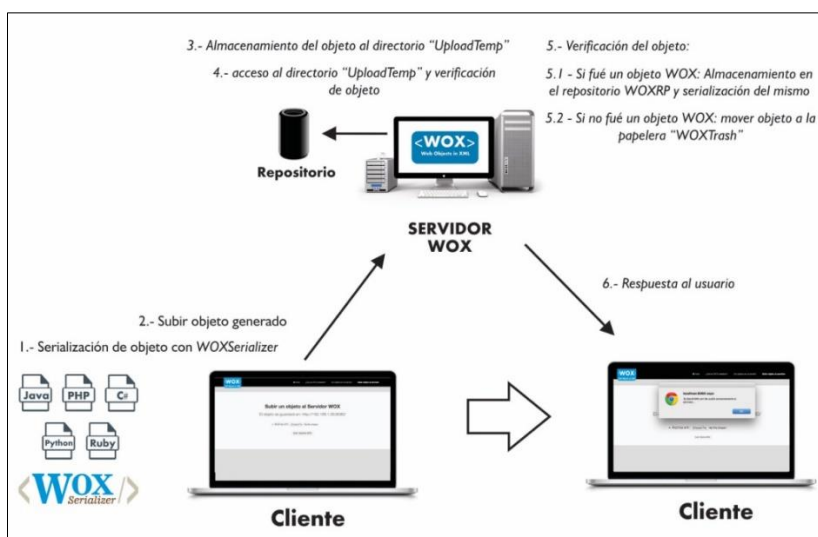 3.- Almacenamiento del objeto al directorio “UploadTemp”
4.- acceso al directorio “UploadTemp” y verificación
de objeto
5.- Verificación del objeto:
5.1 - Si fué un objeto WOX: Almacenamiento en
el repositorio WOXRP y serialización del mismo
5.2 - Si no fué un objeto WOX: mover objeto a la
papelera “WOXTrash”
<WOX>
Web Objects in XML
Repositorio
SERVIDOR
WOX
6.- Respuesta al usuario
2.- Subir objeto generado
1.- Serialización de objeto con WOXSerializer
Java
PHP
C#
Python
Ruby
<WOX/>
Serializer
WOX
Subir un objeto al Servidor WOX
Cliente
WOX
Cliente